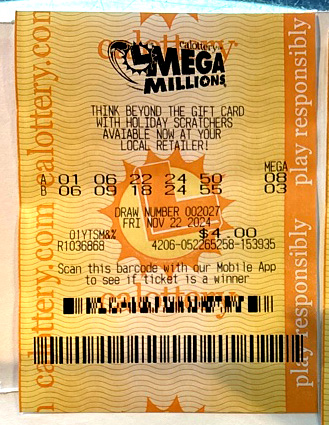 Calottery
MEGA
MILLIONS
THINK BEYOND THE GIFT CARD
WITH HOLIDAY SCRATCHERS
AVAIABLE NOW AT YOUR
LOCAL RETAILER!
MEGA
A 01 06 22 24 50 08
B 06 09 18 24 55 03
DRAW NUMBER 002027
FRI NOV 22 2024
01YTSM&% $4.00
R1036868 4206-052265258-153935
Scan this barcode with our Mobile App
to see if ticket is a winner
calottery.com calottery.com
play responsibly play responsibly
calottery